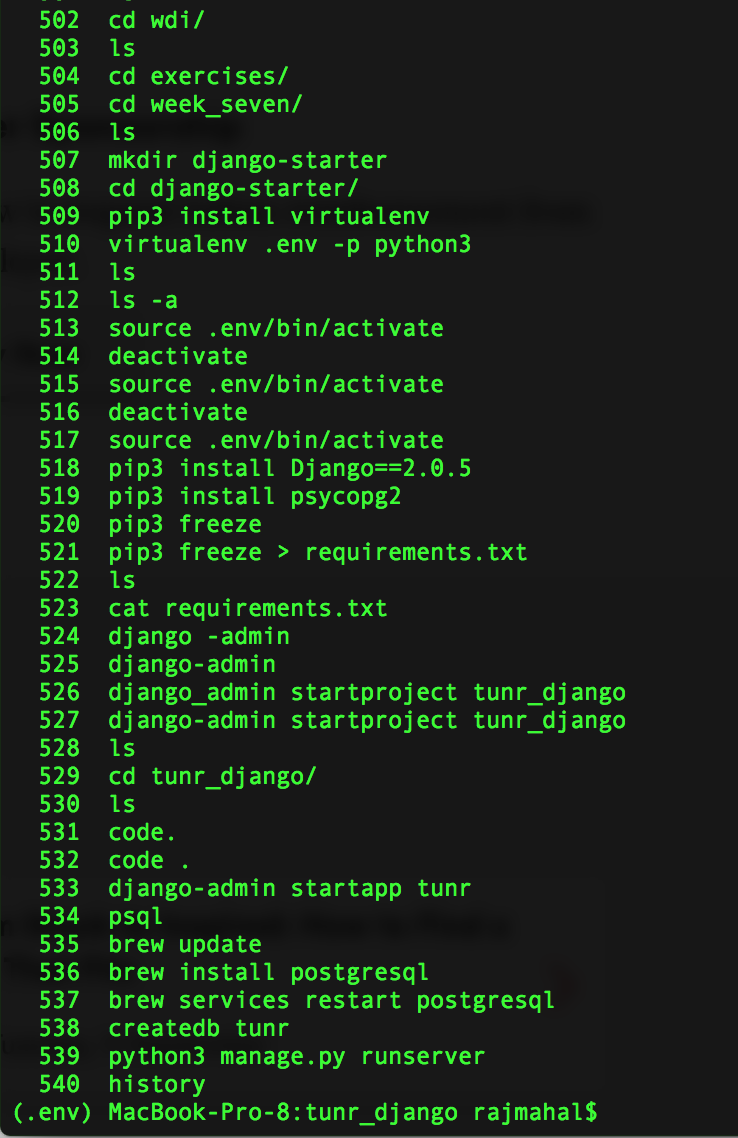 502 cd wdi/
503 ls
504 cd exercises/
505 cd week_seven/
506 ls
507 mkdir django-starter
508 cd django-starter/
509 pip3 install virtualenv
510 virtualenv .env -p python3
511 ls
512 ls -a
513 source .env/bin/activate
514 deactivate
515 source .env/bin/activate
516 deactivate
517 source .env/bin/activate
518 pip3 install Django==2.0.5
519 pip3 install psycopg2
520 pip3 freeze
521 pip3 freeze > requirements.txt
522 ls
523 cat requirements.txt
524 django -admin
525 django-admin
526 django_admin startproject tunr_django
527 django-admin startproject tunr_django
528 ls
529 cd tunr_django/
530 ls
531 code.
532 code .
533 django-admin startapp tunr
534 psql
535 brew update
536 brew install postgresql
537 brew services restart postgresql
538 createdb tunr
539 python3 manage.py runserver
540 history
(.env) MacBook-Pro-8:tunr_django rajmahal$